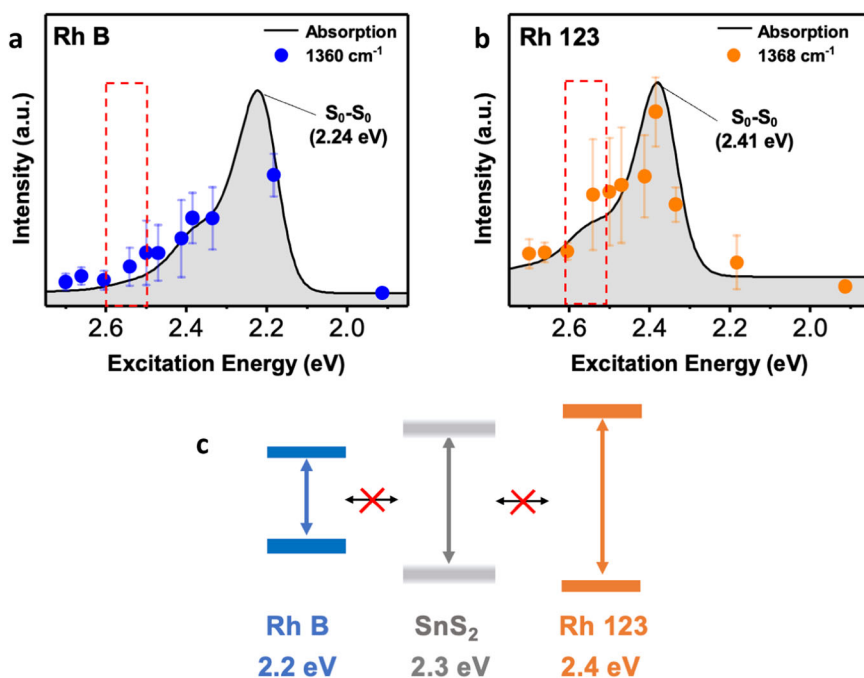 a
Rh B
Absorption
1360 cm⁻¹
S₀–S₀
(2.24 eV)
Intensity (a.u.)
2.6 2.4 2.2 2.0
Excitation Energy (eV)
b
Rh 123
Absorption
1368 cm⁻¹
S₀–S₀
(2.41 eV)
Intensity (a.u.)
2.6 2.4 2.2 2.0
Excitation Energy (eV)
c
Rh B SnS₂ Rh 123
2.2 eV 2.3 eV 2.4 eV